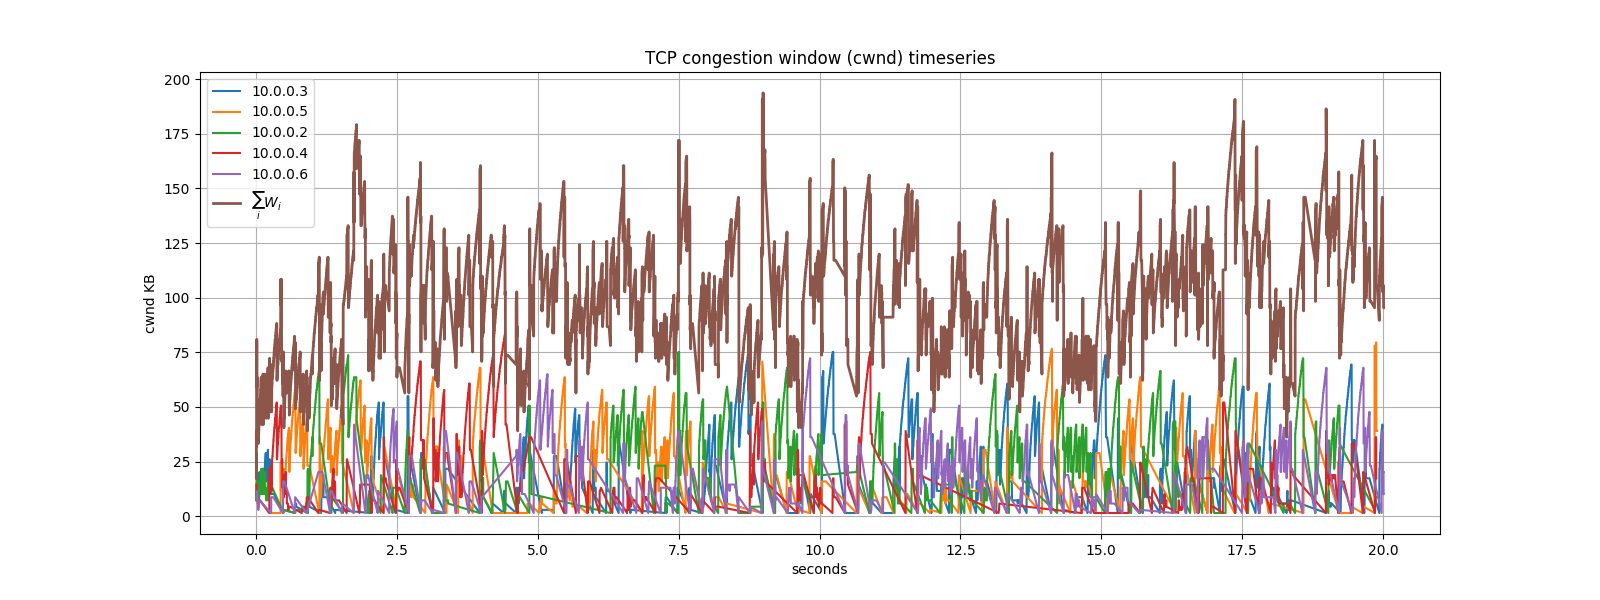 TCP congestion window (cwnd) timeseries
200
175
150
125
100
75
50
25
0
cwnd KB
10.0.0.3
10.0.0.5
10.0.0.2
10.0.0.4
10.0.0.6
∑_i W_i
0.0 2.5 5.0 7.5 10.0 12.5 15.0 17.5 20.0
seconds